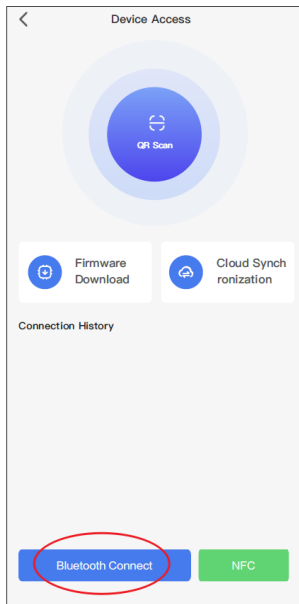 Device Access
QR Scan
Firmware
Download
Cloud Synch
ronization
Connection History
Bluetooth Connect
NFC